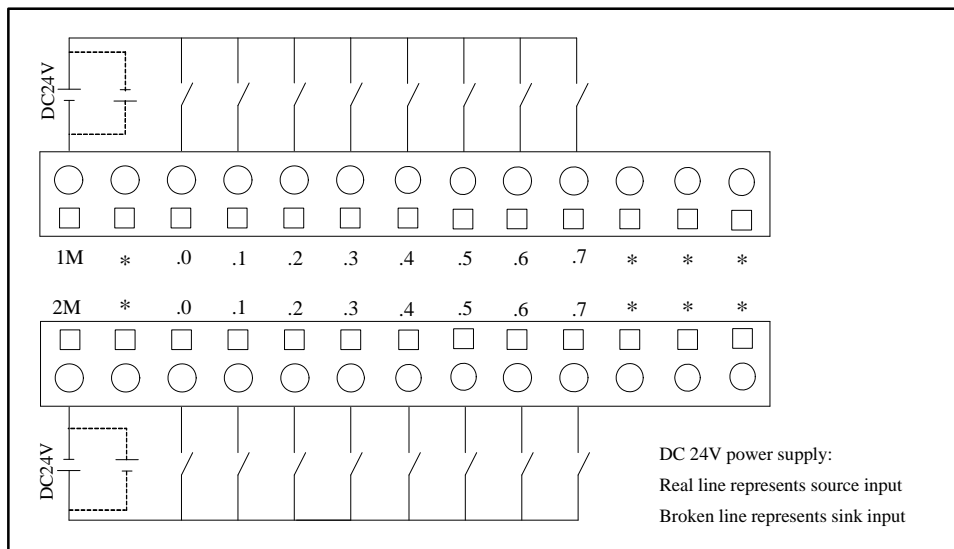 DC24V
1M * .0 .1 .2 .3 .4 .5 .6 .7 * * *
2M * .0 .1 .2 .3 .4 .5 .6 .7 * * *
DC24V
DC 24V power supply:
Real line represents source input
Broken line represents sink input